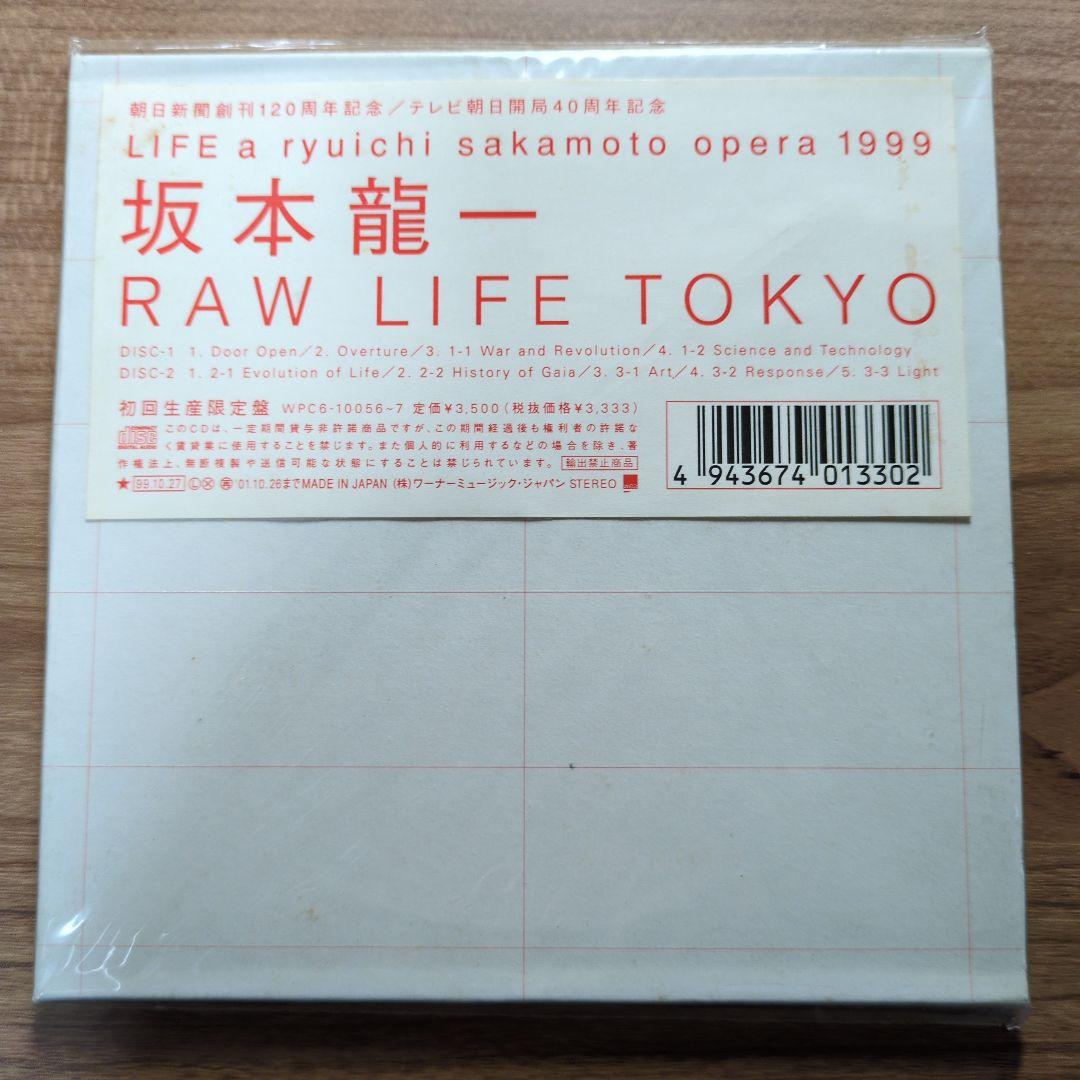 朝日新聞創刊120周年記念／テレビ朝日開局40周年記念
LIFE a ryuichi sakamoto opera 1999
坂本龍一
RAW LIFE TOKYO
DISC-1 1. Door Open／2. Overture／3. 1-1 War and Revolution／4. 1-2 Science and Technology
DISC-2 1. 2-1 Evolution of Life／2. 2-2 History of Gaia／3. 3-1 Art／4. 3-2 Response／5. 3-3 Light
初回生産限定盤 WPC6-10056~7 定価¥3,500(税抜価格¥3,333)
COMPACT disc DIGITAL AUDIO
このCDは、一定期間貸与非許諾商品ですが、この期間経過後も権利者の許諾な
く賃貸業に使用することを禁じます。また個人的に利用するなどの場合を除き、著
作権法上、無断複製や送信可能な状態にすることは禁じられています。 輸出禁止商品
★ 99.10.27 Ⓛ Ⓧ '01.10.26まで MADE IN JAPAN (株)ワーナーミュージック・ジャパン STEREO
4 943674 013302